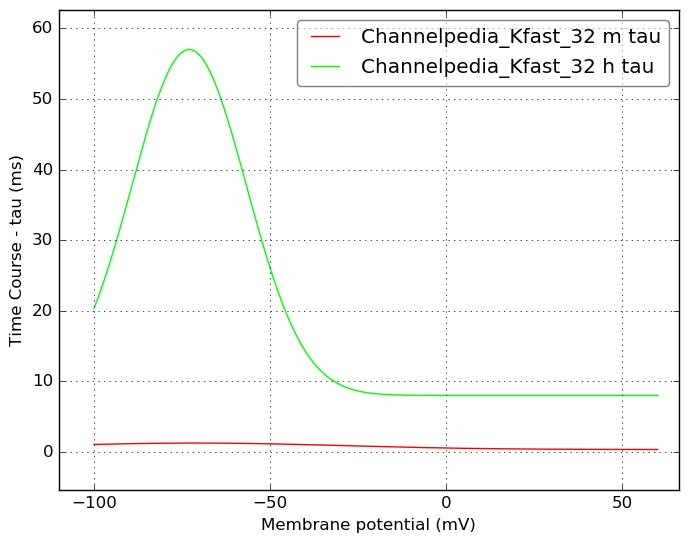 Channelpedia_Kfast_32 m tau
Channelpedia_Kfast_32 h tau
60
50
40
30
20
10
0
Time Course - tau (ms)
−100
−50
0
50
Membrane potential (mV)